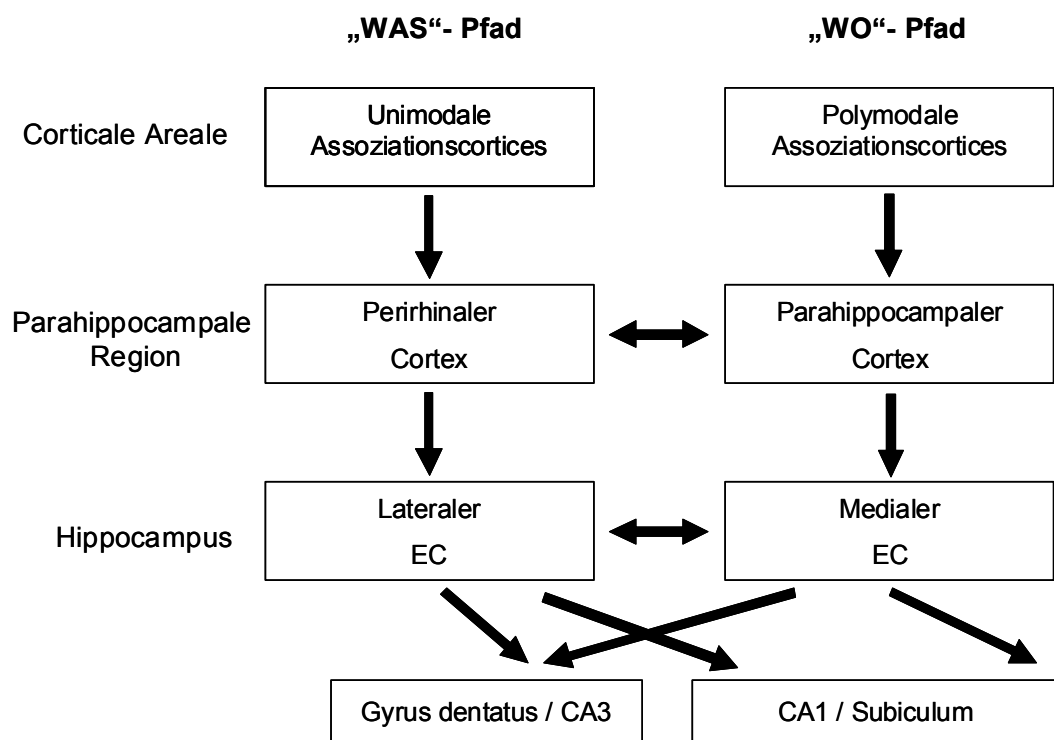 „WAS“- Pfad
„WO“- Pfad
Corticale Areale
Unimodale
Assoziationscortices
Polymodale
Assoziationscortices
Parahippocampale
Region
Perirhinaler
Cortex
Parahippocampaler
Cortex
Hippocampus
Lateraler
EC
Medialer
EC
Gyrus dentatus / CA3
CA1 / Subiculum